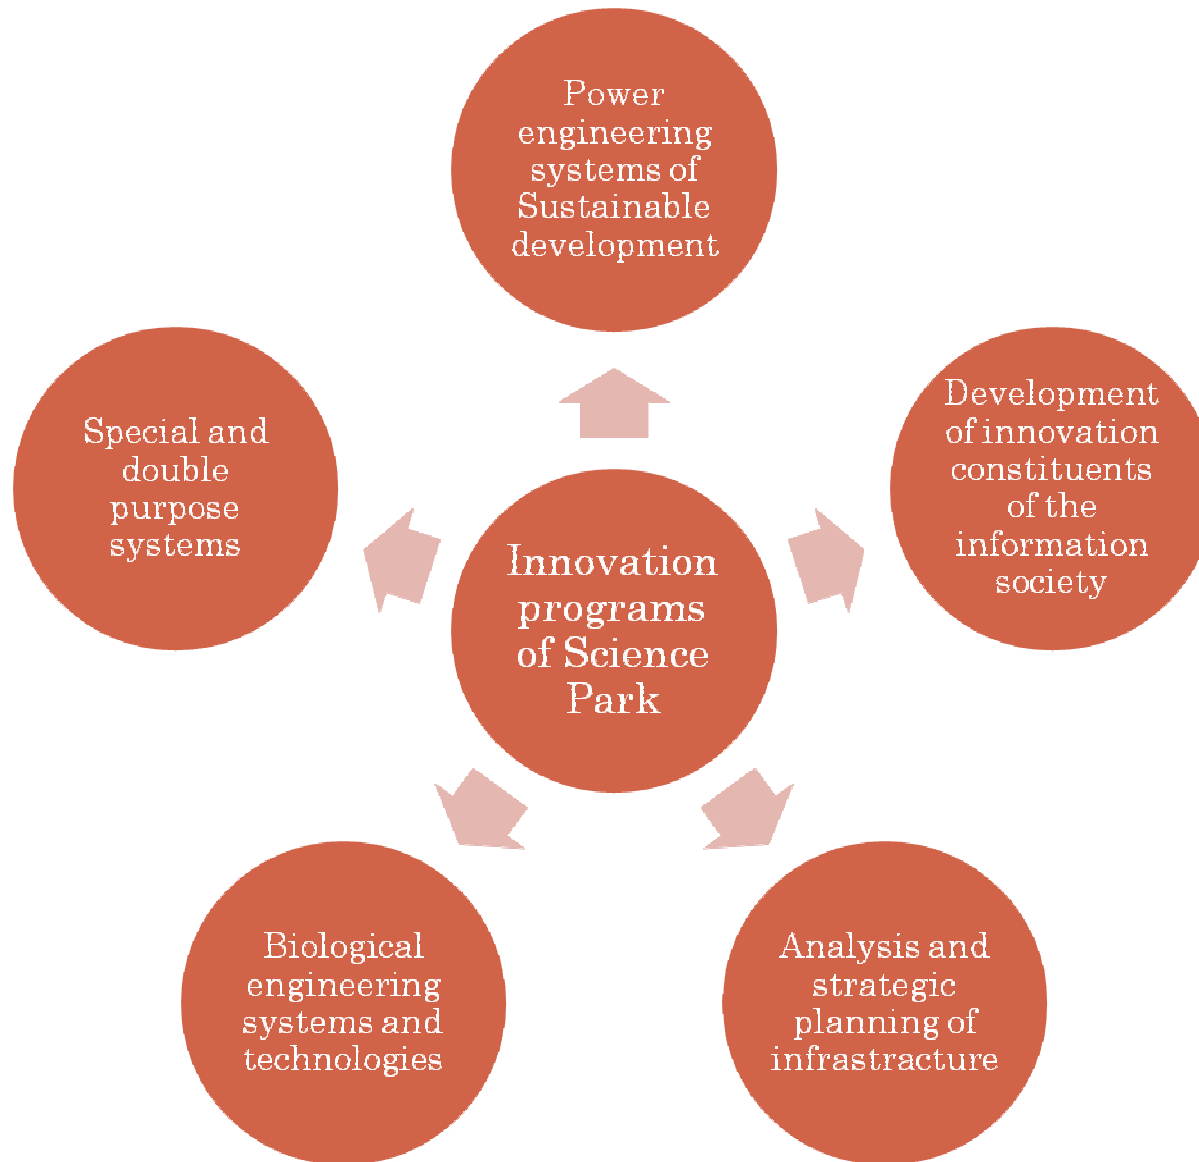 Power
engineering
systems of
Sustainable
development
Special and
double
purpose
systems
Development
of innovation
constituents
of the
information
society
Innovation
programs
of Science
Park
Biological
engineering
systems and
technologies
Analysis and
strategic
planning of
infrastracture